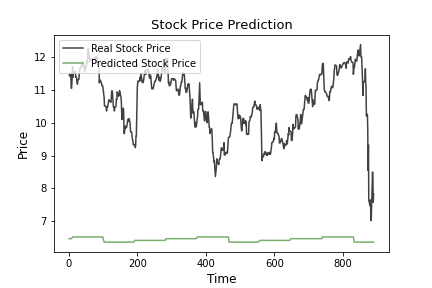 Stock Price Prediction
Real Stock Price
Predicted Stock Price
Price
12
11
10
9
8
7
0
200
400
600
800
Time